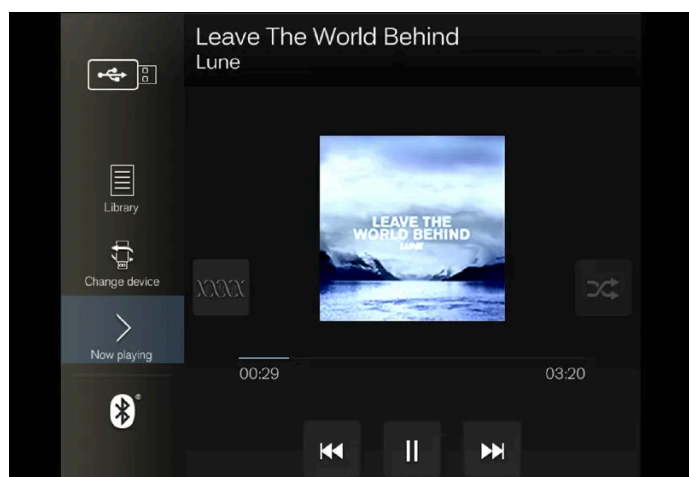 Leave The World Behind
Lune
LEAVE THE
WORLD BEHIND
LUNE
Library
Change device
Now playing
00:29
03:20